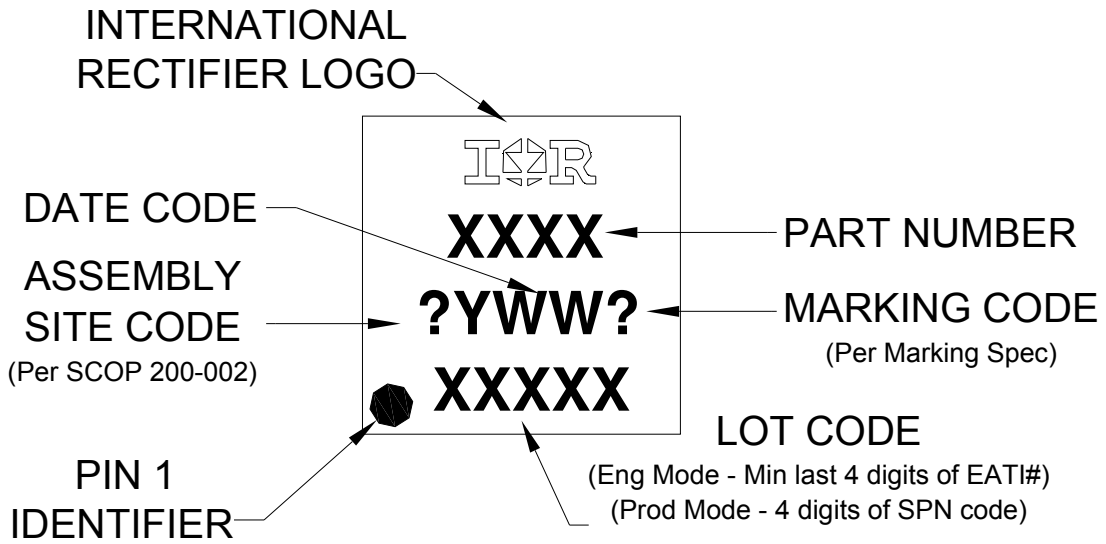 INTERNATIONAL
RECTIFIER LOGO
IOR
DATE CODE
XXXX
PART NUMBER
ASSEMBLY
SITE CODE
(Per SCOP 200-002)
?YWW?
MARKING CODE
(Per Marking Spec)
XXXXX
LOT CODE
(Eng Mode - Min last 4 digits of EATI#)
(Prod Mode - 4 digits of SPN code)
PIN 1
IDENTIFIER